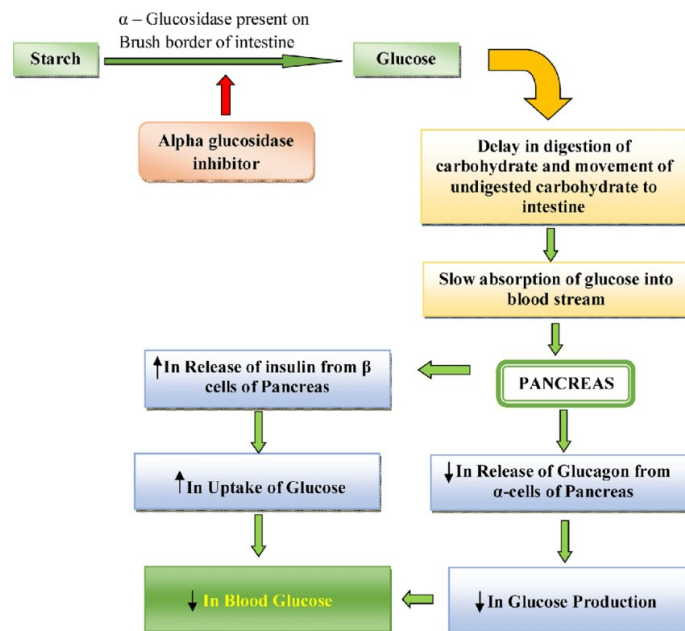 α – Glucosidase present on
Brush border of intestine
Starch
Glucose
Alpha glucosidase
inhibitor
Delay in digestion of
carbohydrate and movement of
undigested carbohydrate to
intestine
Slow absorption of glucose into
blood stream
PANCREAS
↑In Release of insulin from β
cells of Pancreas
↑In Uptake of Glucose
↓In Release of Glucagon from
α-cells of Pancreas
↓ In Glucose Production
↓ In Blood Glucose